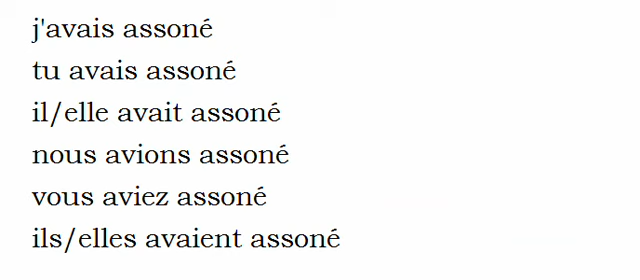 j'avais assoné
tu avais assoné
il/elle avait assoné
nous avions assoné
vous aviez assoné
ils/elles avaient assoné